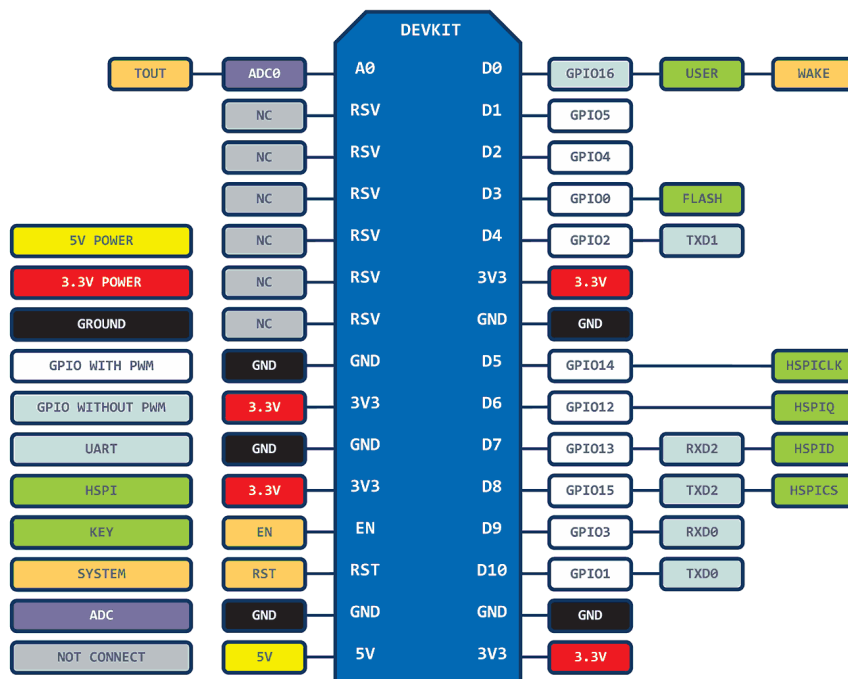 DEVKIT
TOUT ADC0 A0 D0 GPIO16 USER WAKE
NC RSV D1 GPIO5
NC RSV D2 GPIO4
NC RSV D3 GPIO0 FLASH
5V POWER NC RSV D4 GPIO2 TXD1
3.3V POWER NC RSV 3V3 3.3V
GROUND NC RSV GND GND
GPIO WITH PWM GND GND D5 GPIO14 HSPICLK
GPIO WITHOUT PWM 3.3V 3V3 D6 GPIO12 HSPIQ
UART GND GND D7 GPIO13 RXD2 HSPID
HSPI 3.3V 3V3 D8 GPIO15 TXD2 HSPICS
KEY EN EN D9 GPIO3 RXD0
SYSTEM RST RST D10 GPIO1 TXD0
ADC GND GND GND GND
NOT CONNECT 5V 5V 3V3 3.3V